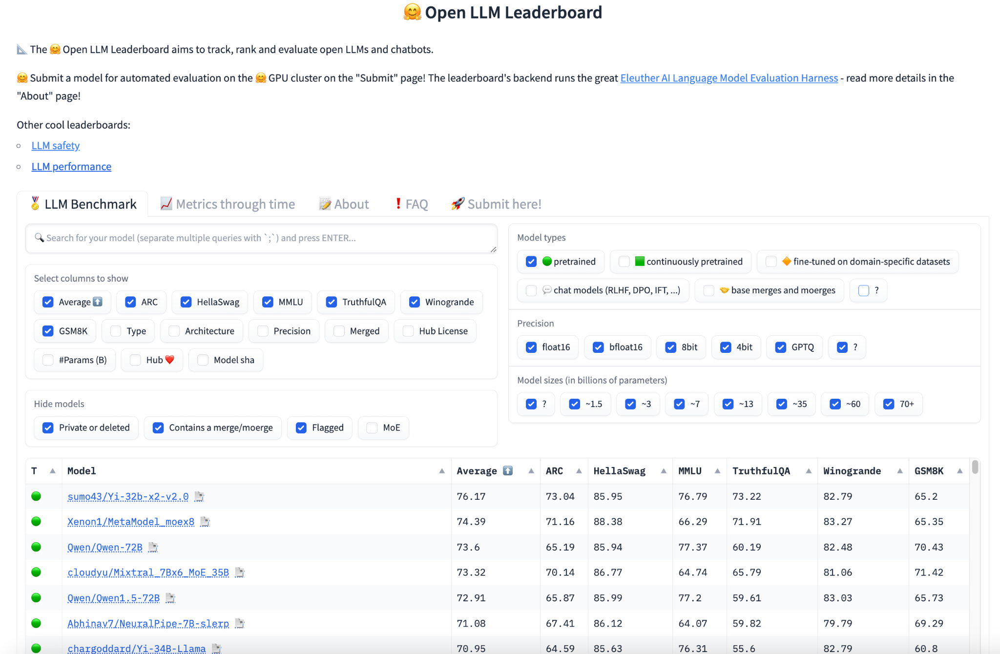 🤗 Open LLM Leaderboard
📐 The 🤗 Open LLM Leaderboard aims to track, rank and evaluate open LLMs and chatbots.
🤗 Submit a model for automated evaluation on the 🤗 GPU cluster on the "Submit" page! The leaderboard's backend runs the great Eleuther AI Language Model Evaluation Harness - read more details in the
"About" page!
Other cool leaderboards:
LLM safety
LLM performance
🏅 LLM Benchmark 📈 Metrics through time 📝 About ❗ FAQ 🚀 Submit here!
🔍 Search for your model (separate multiple queries with `;`) and press ENTER...
Select columns to show
Average ⬆️ ARC HellaSwag MMLU TruthfulQA Winogrande
GSM8K Type Architecture Precision Merged Hub License
#Params (B) Hub ❤️ Model sha
Hide models
Private or deleted Contains a merge/moerge Flagged MoE
Model types
🟢 pretrained 🟩 continuously pretrained 🔶 fine-tuned on domain-specific datasets
💬 chat models (RLHF, DPO, IFT, ...) 🤝 base merges and moerges ?
Precision
float16 bfloat16 8bit 4bit GPTQ ?
Model sizes (in billions of parameters)
? ~1.5 ~3 ~7 ~13 ~35 ~60 70+
T Model Average ⬆️ ARC HellaSwag MMLU TruthfulQA Winogrande GSM8K
sumo43/Yi-32b-x2-v2.0 76.17 73.04 85.95 76.79 73.22 82.79 65.2
Xenon1/MetaModel_moex8 74.39 71.16 88.38 66.29 71.91 83.27 65.35
Qwen/Qwen-72B 73.6 65.19 85.94 77.37 60.19 82.48 70.43
cloudyu/Mixtral_7Bx6_MoE_35B 73.32 70.14 86.77 64.74 65.79 81.06 71.42
Qwen/Qwen1.5-72B 72.91 65.87 85.99 77.2 59.61 83.03 65.73
Abhinav7/NeuralPipe-7B-slerp 71.08 67.41 86.12 64.07 59.82 79.79 69.29
chargoddard/Yi-34B-Llama 70.95 64.59 85.63 76.31 55.6 82.79 60.8